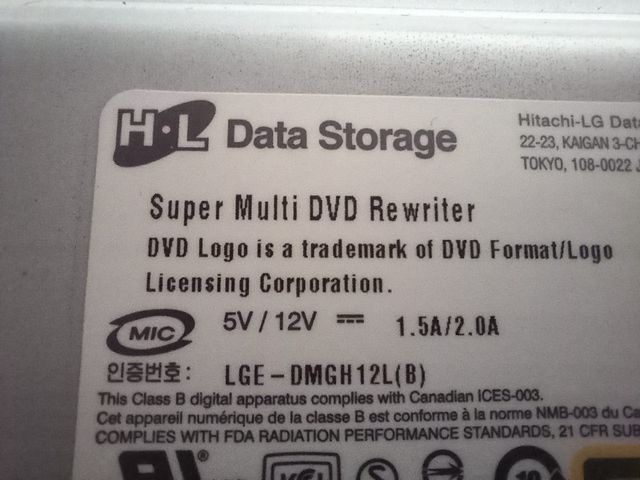 H·L Data Storage
Hitachi-LG Data
22-23, KAIGAN 3-CH
TOKYO, 108-0022 J
Super Multi DVD Rewriter
DVD Logo is a trademark of DVD Format/Logo
Licensing Corporation.
MIC 5V / 12V ⎓ 1.5A/2.0A
인증번호: LGE-DMGH12L(B)
This Class B digital apparatus complies with Canadian ICES-003.
Cet appareil numérique de la classe B est conforme à la norme NMB-003 du Ca
COMPLIES WITH FDA RADIATION PERFORMANCE STANDARDS, 21 CFR SUB